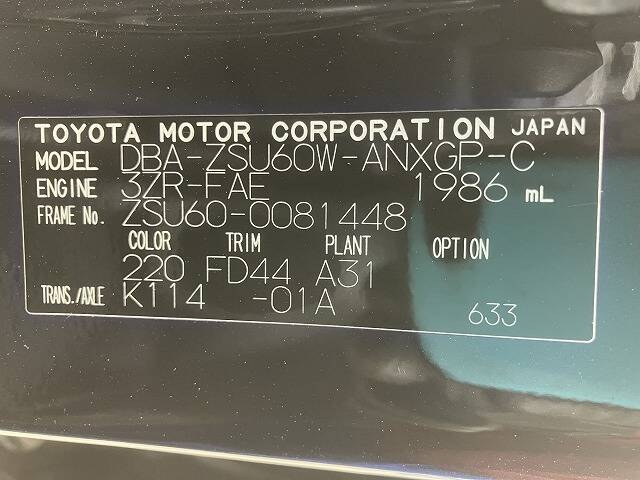 TOYOTA MOTOR CORPORATION JAPAN
MODEL DBA-ZSU60W-ANXGP-C
ENGINE 3ZR-FAE 1986 mL
FRAME No. ZSU60-0081448
COLOR TRIM PLANT OPTION
220 FD44 A31
TRANS./AXLE K114 -01A
633